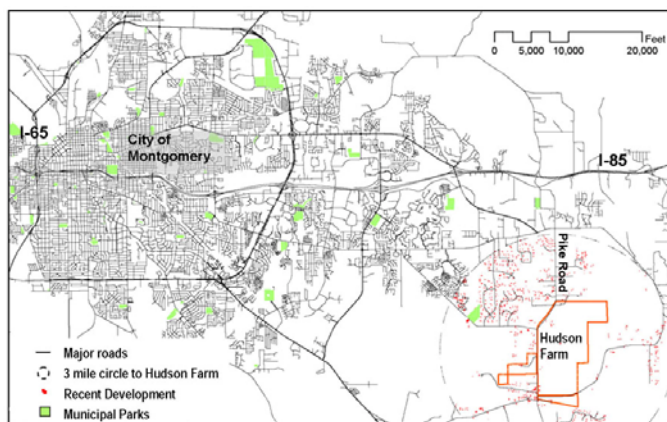 Feet
0 5,000 10,000 20,000
I-65
City of
Montgomery
I-85
Pike Road
Hudson
Farm
Major roads
3 mile circle to Hudson Farm
Recent Development
Municipal Parks